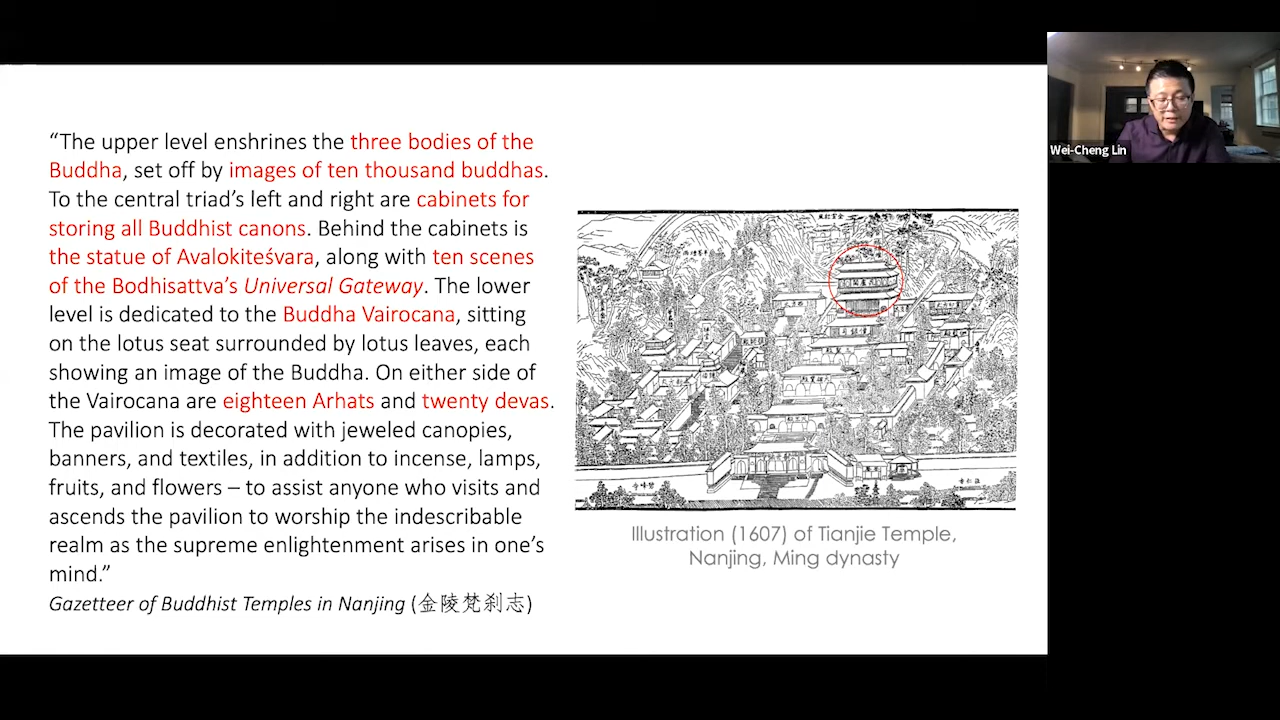 “The upper level enshrines the three bodies of the
Buddha, set off by images of ten thousand buddhas.
To the central triad’s left and right are cabinets for
storing all Buddhist canons. Behind the cabinets is
the statue of Avalokiteśvara, along with ten scenes
of the Bodhisattva’s Universal Gateway. The lower
level is dedicated to the Buddha Vairocana, sitting
on the lotus seat surrounded by lotus leaves, each
showing an image of the Buddha. On either side of
the Vairocana are eighteen Arhats and twenty devas.
The pavilion is decorated with jeweled canopies,
banners, and textiles, in addition to incense, lamps,
fruits, and flowers – to assist anyone who visits and
ascends the pavilion to worship the indescribable
realm as the supreme enlightenment arises in one’s
mind.”
Gazetteer of Buddhist Temples in Nanjing (金陵梵刹志)
Illustration (1607) of Tianjie Temple,
Nanjing, Ming dynasty
Wei-Cheng Lin